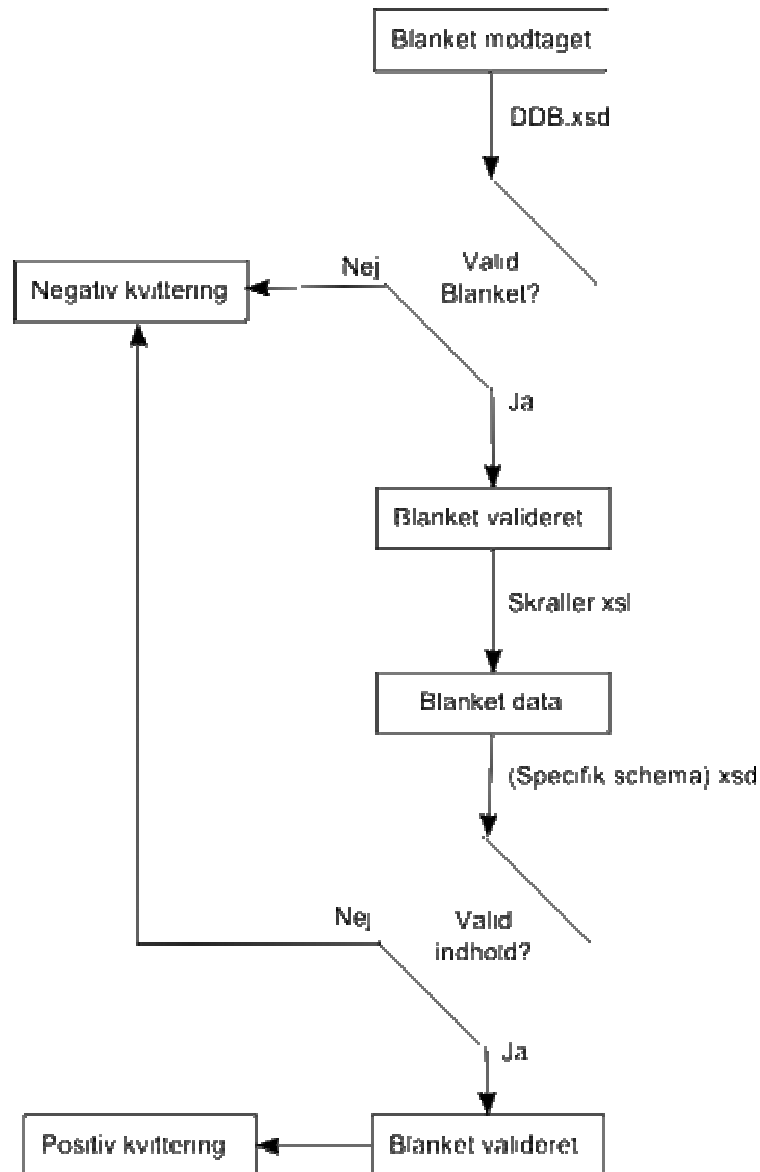 Blanket modtaget
DDB.xsd
Valid
Blanket?
Nej
Negativ kvittering
Ja
Blanket valideret
Skraller xsl
Blanket data
(Specifik schema) xsd
Valid
indhold?
Nej
Ja
Blanket valideret
Positiv kvittering